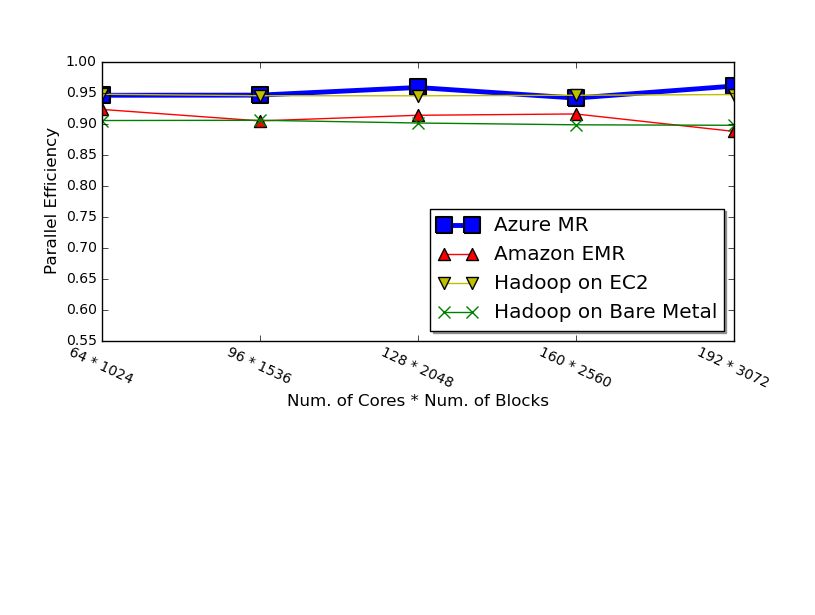 1.00
0.95
0.90
0.85
0.80
0.75
0.70
0.65
0.60
0.55
Parallel Efficiency
Azure MR
Amazon EMR
Hadoop on EC2
Hadoop on Bare Metal
64 * 1024
96 * 1536
128 * 2048
160 * 2560
192 * 3072
Num. of Cores * Num. of Blocks